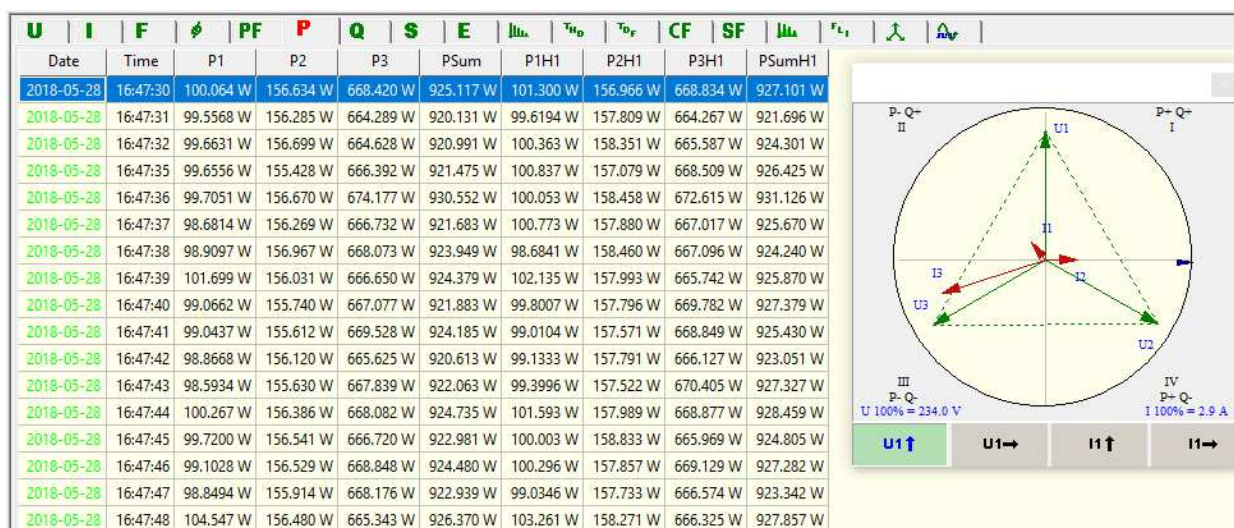 U I F ϕ PF P Q S E THD TDF CF SF FLI
Date Time P1 P2 P3 PSum P1H1 P2H1 P3H1 PSumH1
2018-05-28 16:47:30 100.064 W 156.634 W 668.420 W 925.117 W 101.300 W 156.966 W 668.834 W 927.101 W
2018-05-28 16:47:31 99.5568 W 156.285 W 664.289 W 920.131 W 99.6194 W 157.809 W 664.267 W 921.696 W
2018-05-28 16:47:32 99.6631 W 156.699 W 664.628 W 920.991 W 100.363 W 158.351 W 665.587 W 924.301 W
2018-05-28 16:47:35 99.6556 W 155.428 W 666.392 W 921.475 W 100.837 W 157.079 W 668.509 W 926.425 W
2018-05-28 16:47:36 99.7051 W 156.670 W 674.177 W 930.552 W 100.053 W 158.458 W 672.615 W 931.126 W
2018-05-28 16:47:37 98.6814 W 156.269 W 666.732 W 921.683 W 100.773 W 157.880 W 667.017 W 925.670 W
2018-05-28 16:47:38 98.9097 W 156.967 W 668.073 W 923.949 W 98.6841 W 158.460 W 667.096 W 924.240 W
2018-05-28 16:47:39 101.699 W 156.031 W 666.650 W 924.379 W 102.135 W 157.993 W 665.742 W 925.870 W
2018-05-28 16:47:40 99.0662 W 155.740 W 667.077 W 921.883 W 99.8007 W 157.796 W 669.782 W 927.379 W
2018-05-28 16:47:41 99.0437 W 155.612 W 669.528 W 924.185 W 99.0104 W 157.571 W 668.849 W 925.430 W
2018-05-28 16:47:42 98.8668 W 156.120 W 665.625 W 920.613 W 99.1333 W 157.791 W 666.127 W 923.051 W
2018-05-28 16:47:43 98.5934 W 155.630 W 667.839 W 922.063 W 99.3996 W 157.522 W 670.405 W 927.327 W
2018-05-28 16:47:44 100.267 W 156.386 W 668.082 W 924.735 W 101.593 W 157.989 W 668.877 W 928.459 W
2018-05-28 16:47:45 99.7200 W 156.541 W 666.720 W 922.981 W 100.003 W 158.833 W 665.969 W 924.805 W
2018-05-28 16:47:46 99.1028 W 156.529 W 668.848 W 924.480 W 100.296 W 157.857 W 669.129 W 927.282 W
2018-05-28 16:47:47 98.8494 W 155.914 W 668.176 W 922.939 W 99.0346 W 157.733 W 666.574 W 923.342 W
2018-05-28 16:47:48 104.547 W 156.480 W 665.343 W 926.370 W 103.261 W 158.271 W 666.325 W 927.857 W
P- Q+ P+ Q+
II I
U1
I1
I3 I2
U3
U2
III IV
P- Q- P+ Q-
U 100% = 234.0 V I 100% = 2.9 A
U1↑ U1→ I1↑ I1→